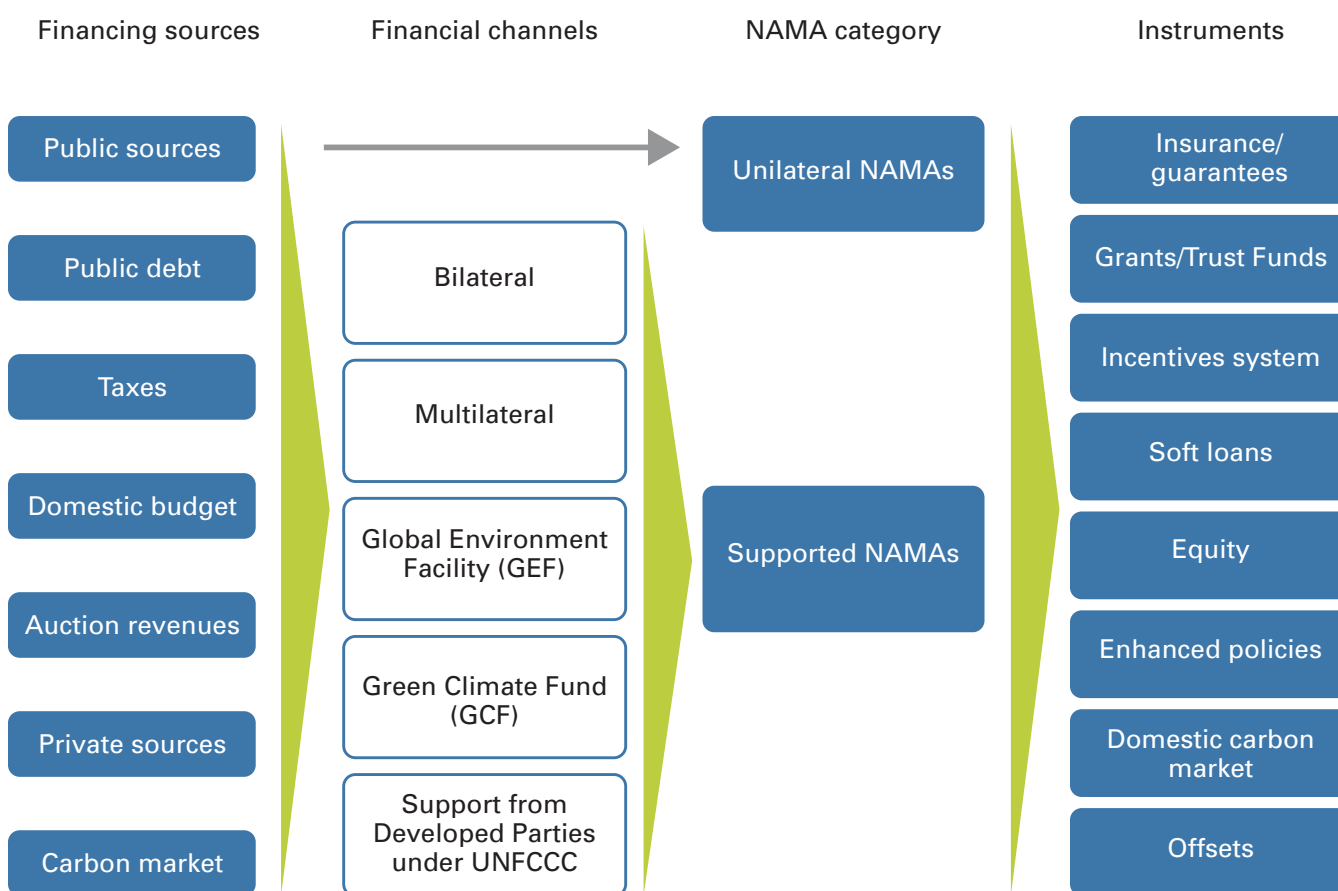 Financing sources
Financial channels
NAMA category
Instruments
Public sources
Public debt
Taxes
Domestic budget
Auction revenues
Private sources
Carbon market
Bilateral
Multilateral
Global Environment
Facility (GEF)
Green Climate Fund
(GCF)
Support from
Developed Parties
under UNFCCC
Unilateral NAMAs
Supported NAMAs
Insurance/
guarantees
Grants/Trust Funds
Incentives system
Soft loans
Equity
Enhanced policies
Domestic carbon
market
Offsets